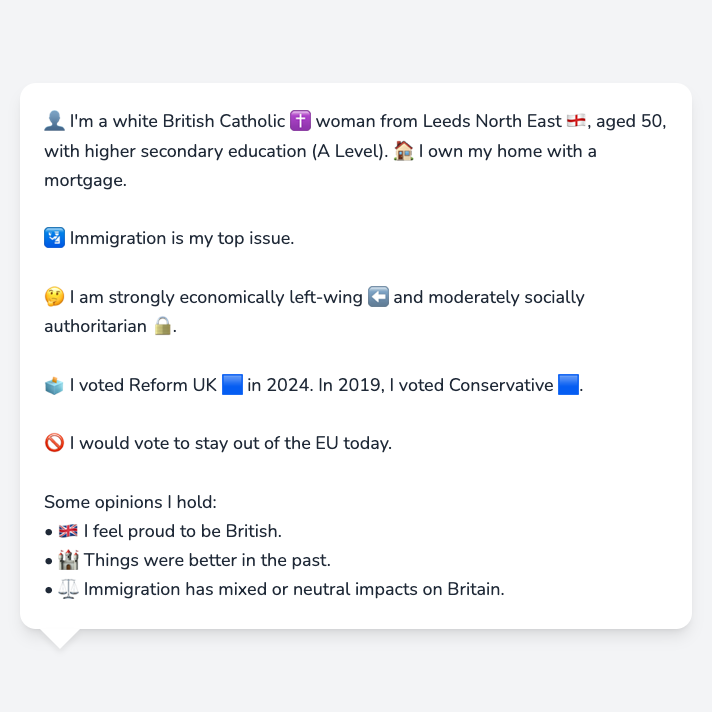 👤 I'm a white British Catholic ✝️ woman from Leeds North East 🏴󠁧󠁢󠁥󠁮󠁧󠁿, aged 50,
with higher secondary education (A Level). 🏠 I own my home with a
mortgage.
🛂 Immigration is my top issue.
🤔 I am strongly economically left-wing ⬅️ and moderately socially
authoritarian 🔒.
🗳️ I voted Reform UK 🟦 in 2024. In 2019, I voted Conservative 🟦.
🚫 I would vote to stay out of the EU today.
Some opinions I hold:
• 🇬🇧 I feel proud to be British.
• 🏰 Things were better in the past.
• ⚖️ Immigration has mixed or neutral impacts on Britain.